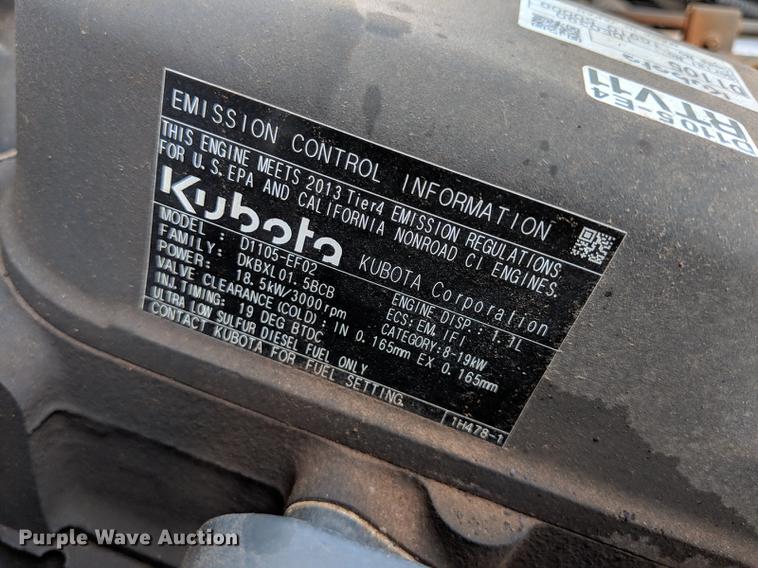 D1105
D1105-E4
RTV11
EMISSION CONTROL INFORMATION
THIS ENGINE MEETS 2013 Tier4 EMISSION REGULATIONS
FOR U.S. EPA AND CALIFORNIA NONROAD CI ENGINES.
Kubota KUBOTA Corporation
MODEL : D1105-EF02 ENGINE DISP.: 1.1L
FAMILY: DKBXL01.5BCB ECS: EM, IFI
POWER: 18.5kW/3000rpm CATEGORY:8-19kW
VALVE CLEARANCE(COLD): IN 0.165mm EX 0.165mm
INJ.TIMING: 19 DEG BTDC
ULTRA LOW SULFUR DIESEL FUEL ONLY
CONTACT KUBOTA FOR FUEL SETTING.
1H478-1
Purple Wave Auction